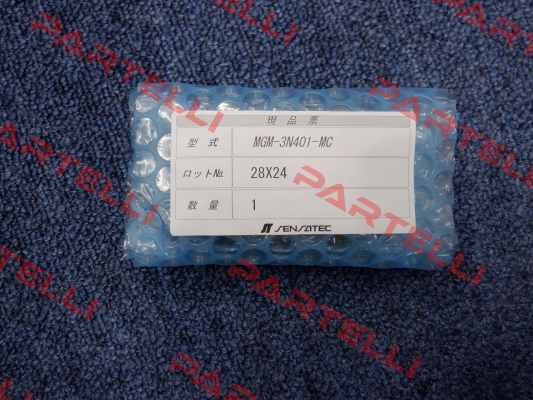 現品票
型式 MGM-3N401-MC
ロットNo. 28X24
数量 1
SENSATEC
PARTELLI
PARTELLI
PARTELLI
PARTELLI
PARTELLI